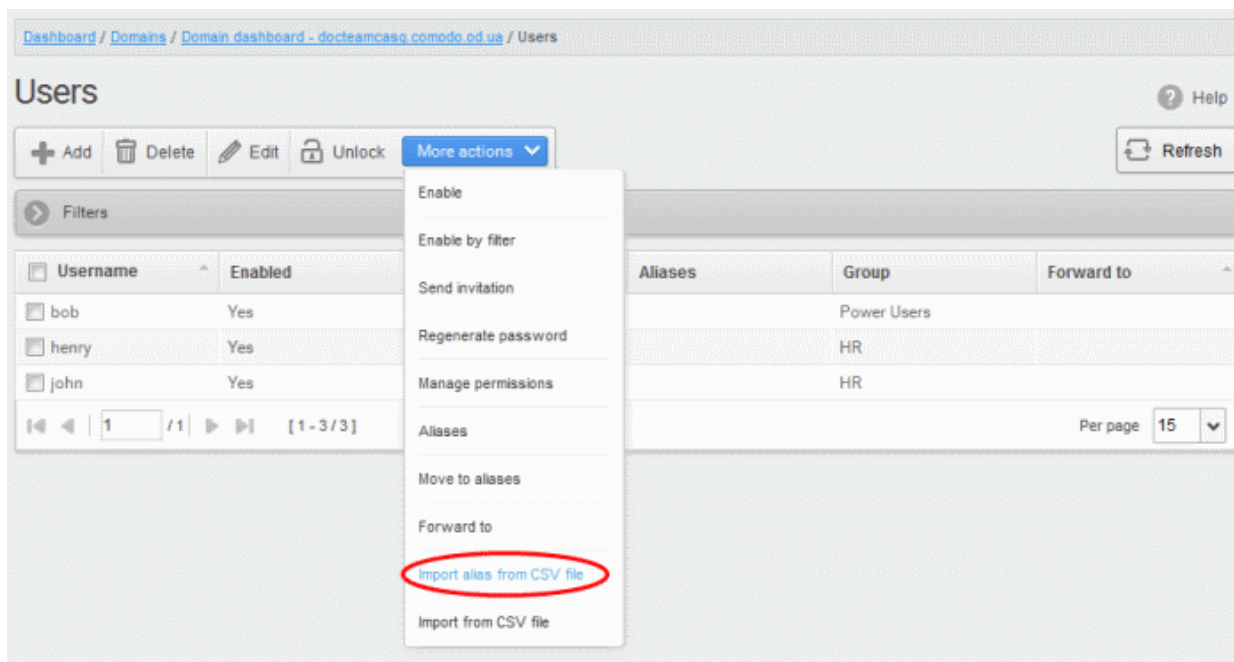 Dashboard / Domains / Domain dashboard - docteamcasg.comodo.od.ua / Users
Users
Help
Add Delete Edit Unlock More actions Refresh
Enable
Filters
Enable by filter
Username Enabled Aliases Group Forward to
Send invitation
bob Yes Power Users
Regenerate password
henry Yes HR
john Yes Manage permissions HR
1 / 1 [1 - 3 / 3] Aliases Per page 15
Move to aliases
Forward to
Import alias from CSV file
Import from CSV file